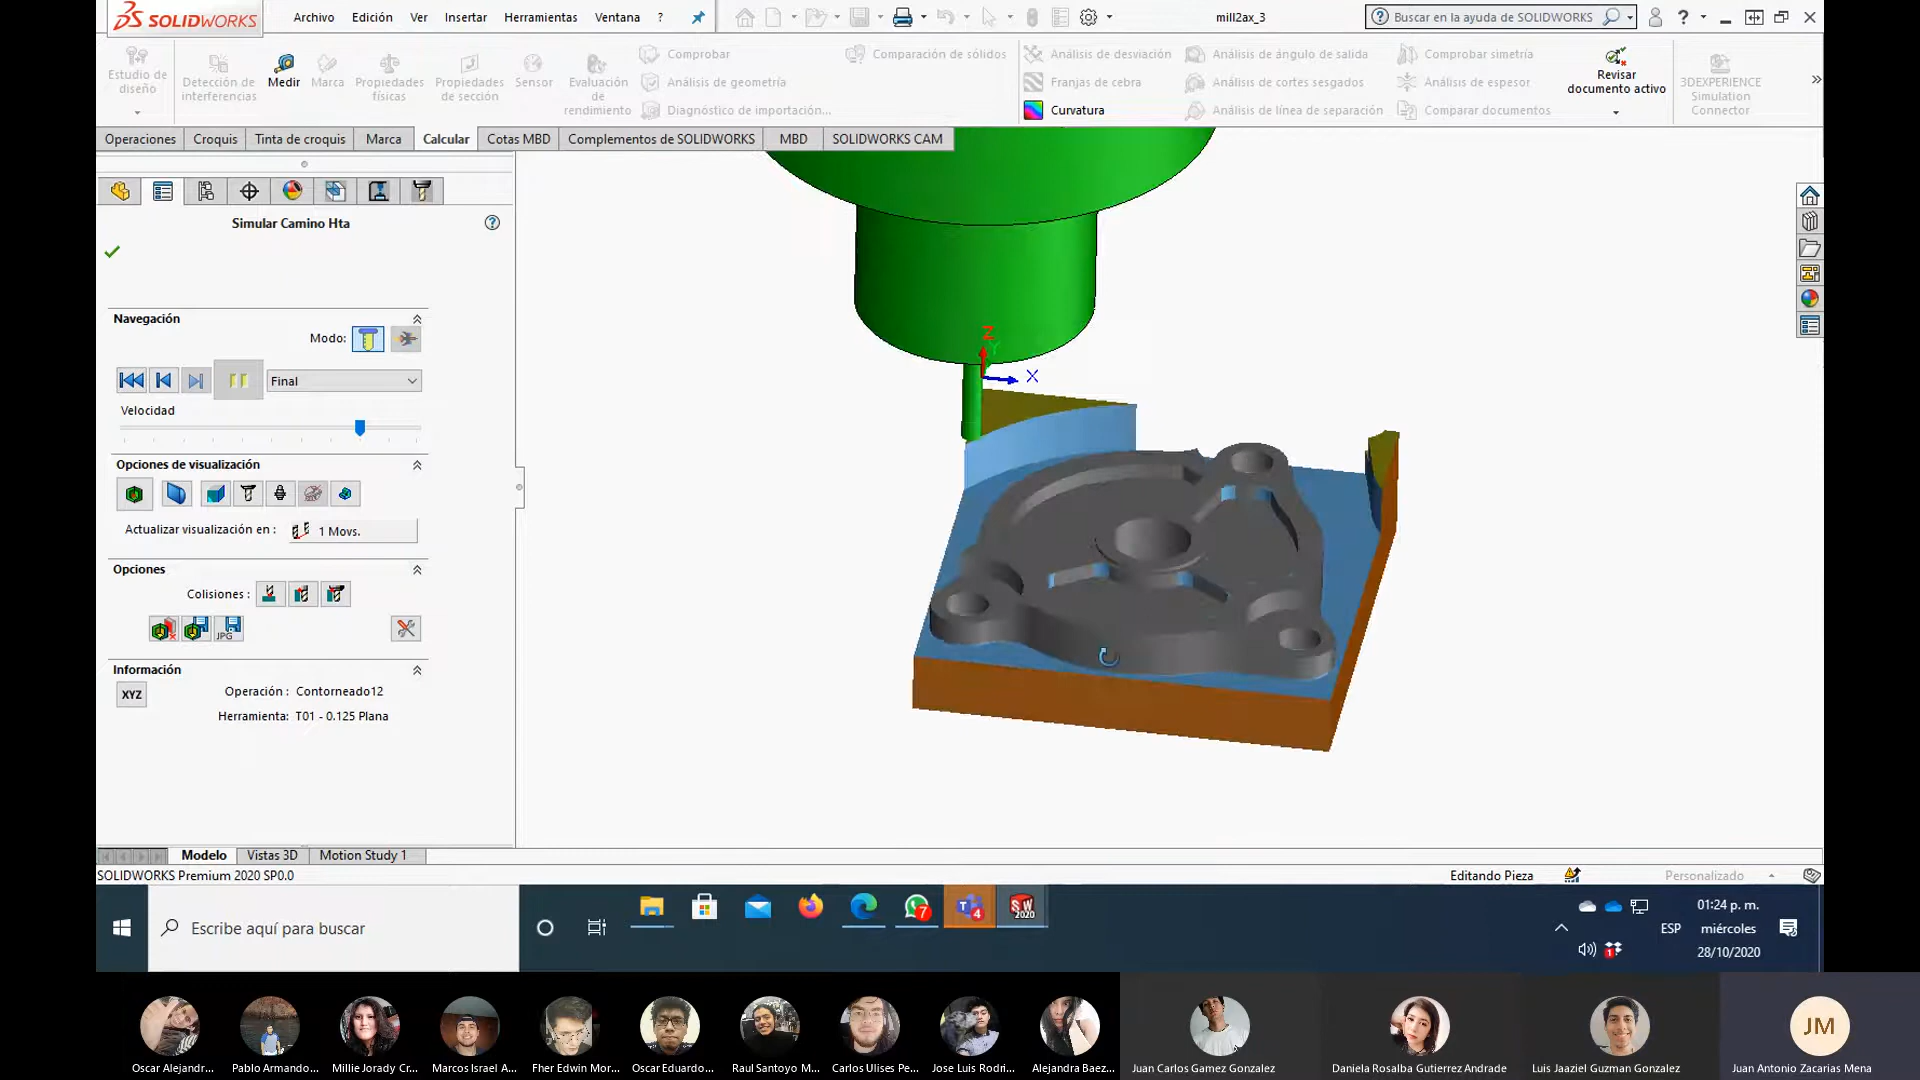 SOLIDWORKS
Archivo Edición Ver Insertar Herramientas Ventana ?
mill2ax_3
Buscar en la ayuda de SOLIDWORKS
?
Estudio de diseño
Detección de interferencias
Medir
Marca
Propiedades físicas
Propiedades de sección
Sensor
Evaluación de rendimiento
Comprobar
Análisis de geometría
Diagnóstico de importación...
Comparación de sólidos
Análisis de desviación
Franjas de cebra
Curvatura
Análisis de ángulo de salida
Análisis de cortes sesgados
Análisis de línea de separación
Comprobar simetría
Análisis de espesor
Comparar documentos
Revisar documento activo
3DEXPERIENCE Simulation Connector
Operaciones Croquis Tinta de croquis Marca Calcular Cotas MBD Complementos de SOLIDWORKS MBD SOLIDWORKS CAM
Simular Camino Hta
Navegación
Modo:
Final
Velocidad
Opciones de visualización
Actualizar visualización en : 1 Movs.
Opciones
Colisiones :
JPG
Información
XYZ
Operación : Contorneado12
Herramienta: T01 - 0.125 Plana
Z
Y
X
Modelo Vistas 3D Motion Study 1
SOLIDWORKS Premium 2020 SP0.0
Editando Pieza
Personalizado
Escribe aquí para buscar
7
4
SW
2020
ESP
1
01:24 p. m.
miércoles
28/10/2020
JM
Oscar Alejandr...
Pablo Armando...
Millie Jorady Cr...
Marcos Israel A...
Fher Edwin Mor...
Oscar Eduardo...
Raul Santoyo M...
Carlos Ulises Pe...
Jose Luis Rodri...
Alejandra Baez...
Juan Carlos Gamez Gonzalez
Daniela Rosalba Gutierrez Andrade
Luis Jaaziel Guzman Gonzalez
Juan Antonio Zacarias Mena